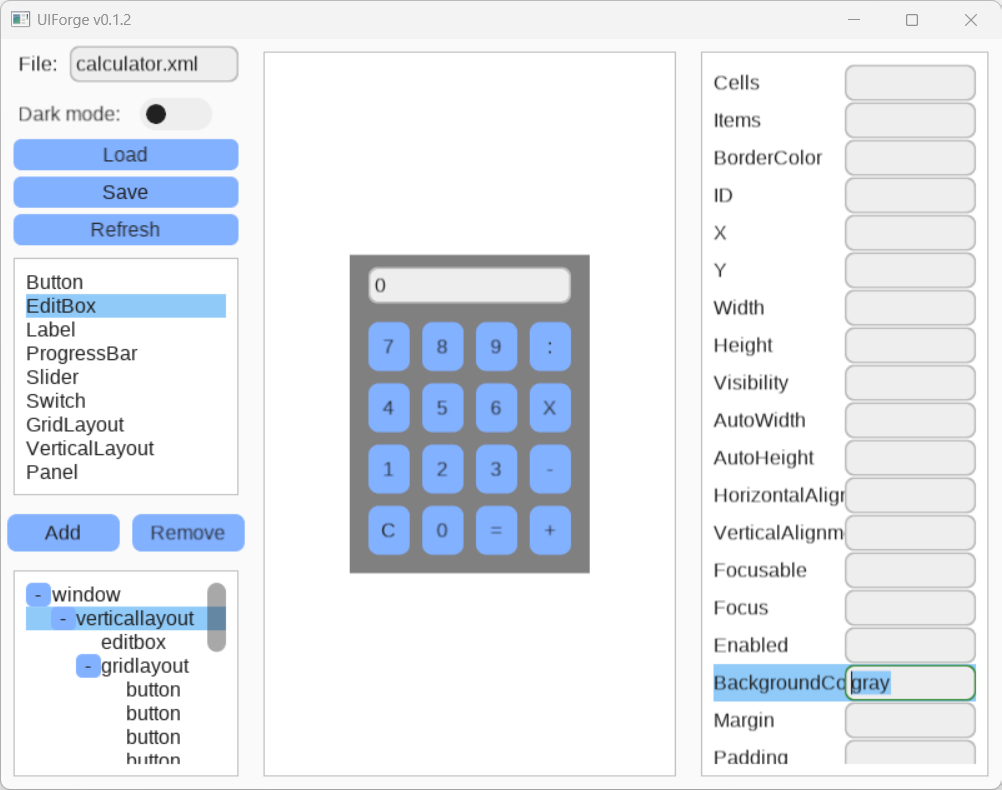 UIForge v0.1.2
File: calculator.xml
Dark mode:
Load
Save
Refresh
Button
EditBox
Label
ProgressBar
Slider
Switch
GridLayout
VerticalLayout
Panel
Add Remove
- window
- verticallayout
editbox
- gridlayout
button
button
button
button
0
7 8 9 :
4 5 6 X
1 2 3 -
C 0 = +
Cells
Items
BorderColor
ID
X
Y
Width
Height
Visibility
AutoWidth
AutoHeight
HorizontalAlign
VerticalAlignm
Focusable
Focus
Enabled
BackgroundCo gray
Margin
Padding